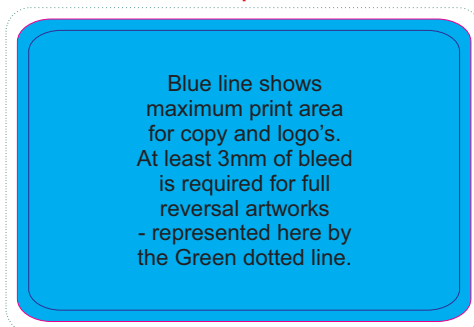 Blue line shows
maximum print area
for copy and logo's.
At least 3mm of bleed
is required for full
reversal artworks
- represented here by
the Green dotted line.